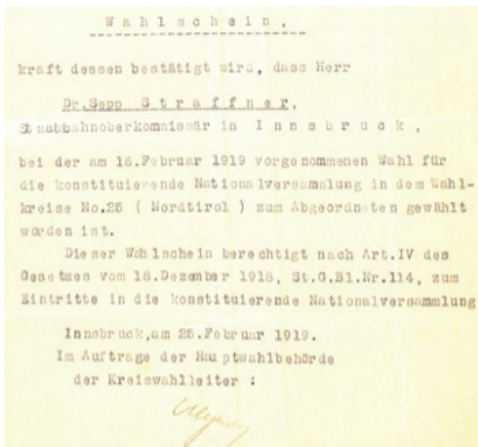 W a h l s c h e i n ,
kraft dessen bestätigt wird, dass Herr
Dr.Sepp S t r a f f n e r ,
Staatbahnoberkommissär in I n n s b r u c k ,
bei der am 16.Februar 1919 vorgenommenen Wahl für
die konstituierende Nationalversammlung in dem Wahl-
kreise No.25 ( Nordtirol ) zum Abgeordneten gewählt
worden ist.
Dieser Wahlschein berechtigt nach Art.IV des
Gesetzes vom 18.Dezember 1918, St.G.Bl.Nr.114, zum
Eintritte in die konstituierende Nationalversammlung
Innsbruck,am 25.Februar 1919.
Im Auftrage der Hauptwahlbehörde
der Kreiswahlleiter :